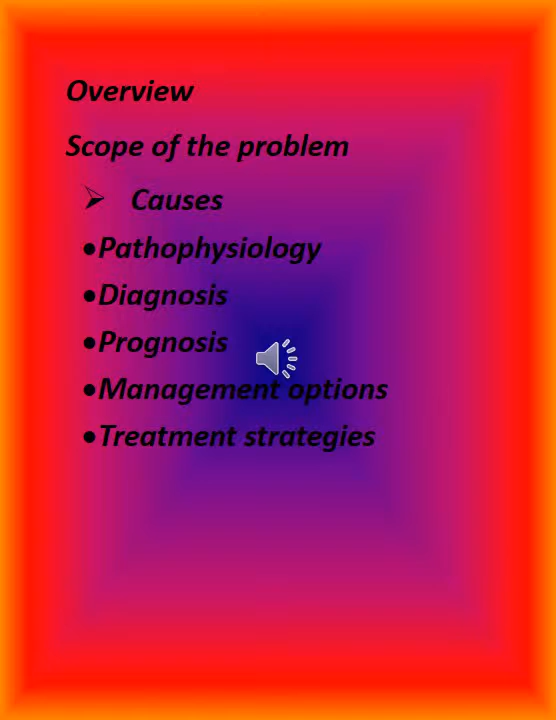 Overview
Scope of the problem
➢ Causes
•Pathophysiology
•Diagnosis
•Prognosis
•Management options
•Treatment strategies